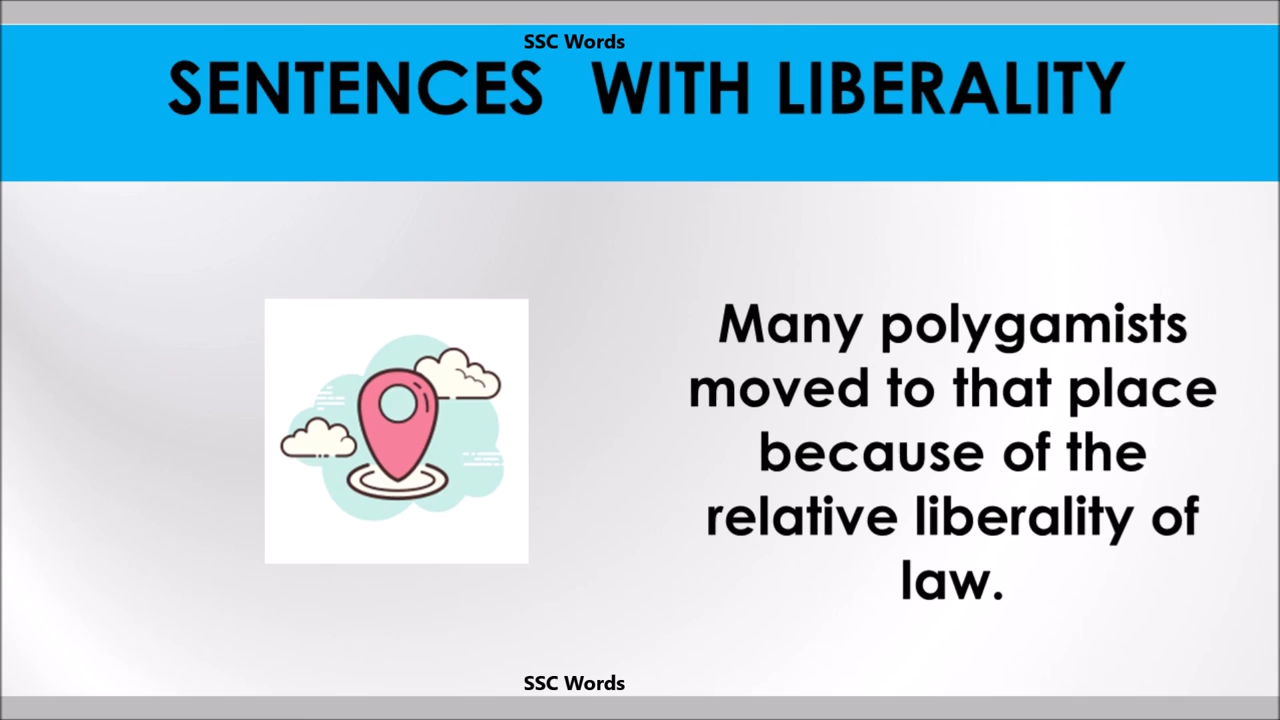 SSC Words
SENTENCES WITH LIBERALITY
Many polygamists
moved to that place
because of the
relative liberality of
law.
SSC Words